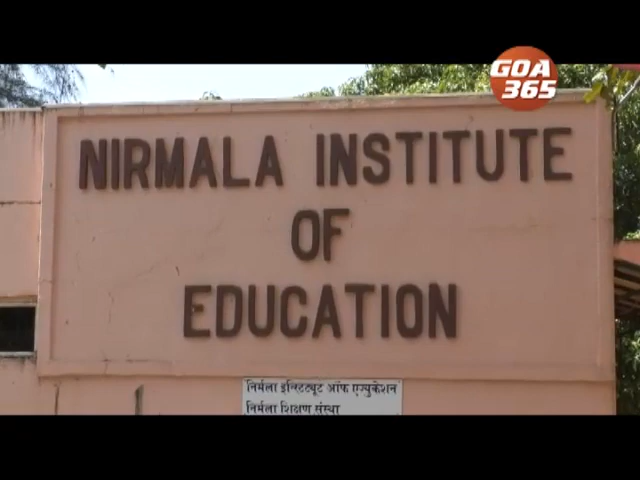 GOA
365
NIRMALA INSTITUTE
OF
EDUCATION
निर्मला इन्स्टिट्यूट ऑफ एज्युकेशन
निर्मला शिक्षण संस्था